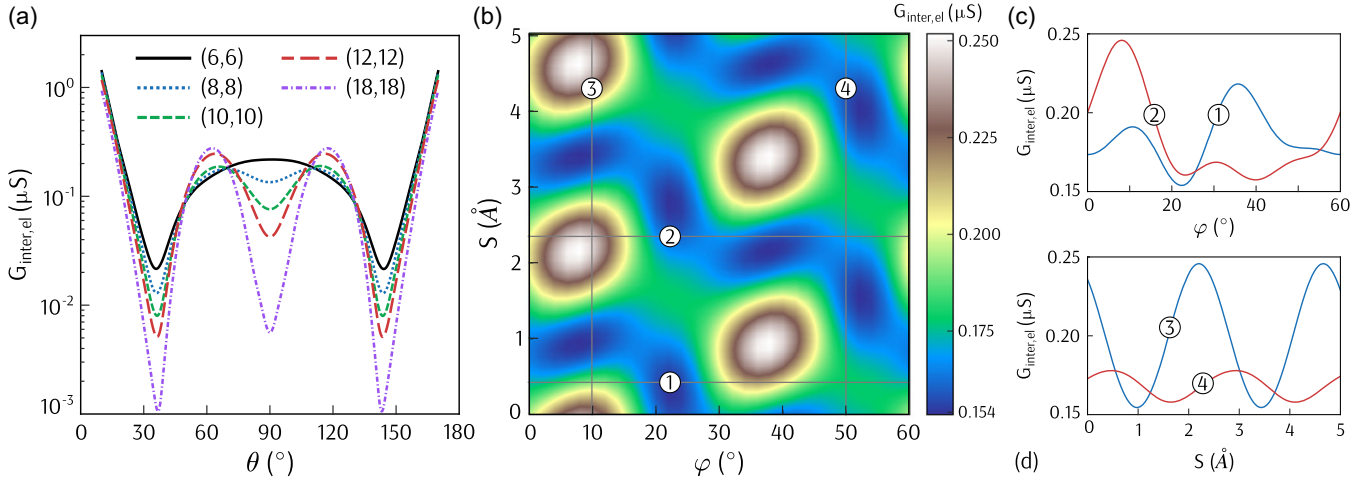 (a)
G_inter,el (μS)
10^0
10^-1
10^-2
10^-3
(6,6)
(8,8)
(10,10)
(12,12)
(18,18)
0 30 60 90 120 150 180
θ (°)
(b)
G_inter,el (μS)
S (Å)
5
4
3
2
1
0
3
4
2
1
0 10 20 30 40 50 60
φ (°)
0.250
0.225
0.200
0.175
0.154
(c)
G_inter,el (μS)
0.25
0.20
0.15
2
1
0 20 40 60
φ (°)
G_inter,el (μS)
0.25
0.20
0.15
3
4
0 1 2 3 4 5
(d)
S (Å)